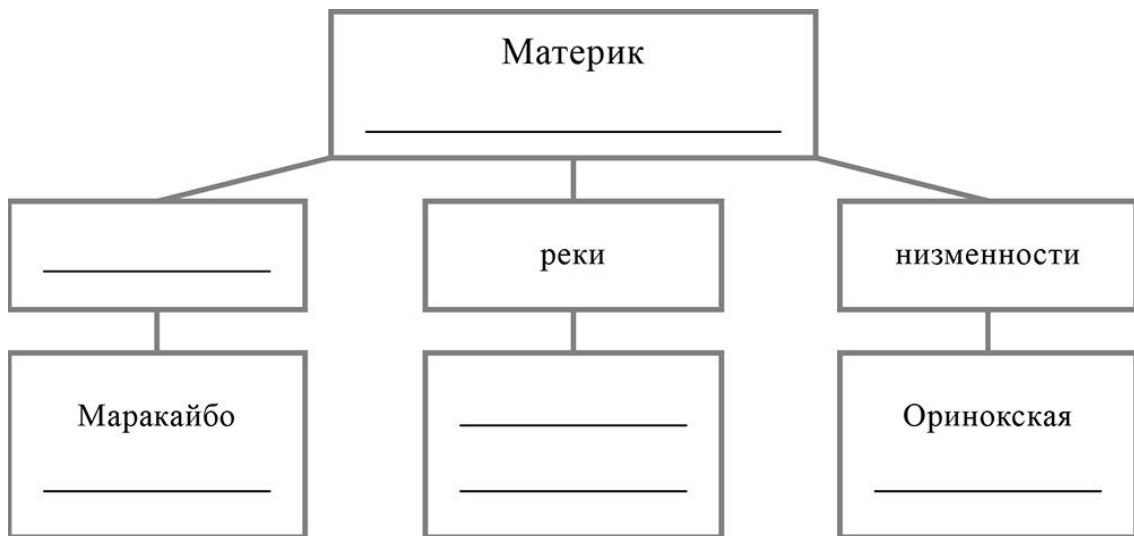 Материк
реки
низменности
Маракайбо
Оринокская